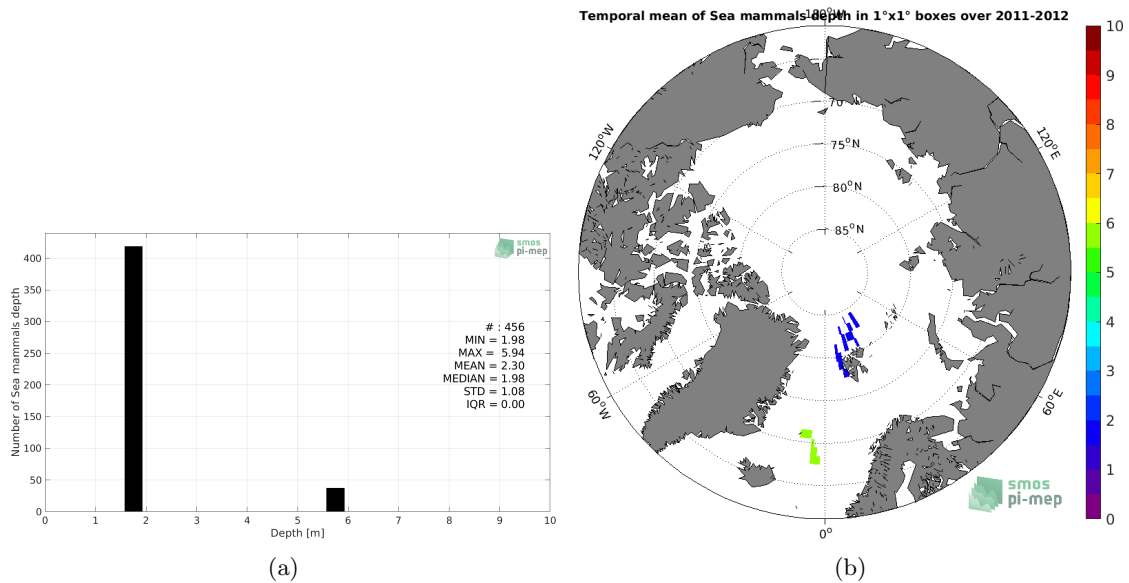 Temporal mean of Sea mammals depth in 1°x1° boxes over 2011-2012
smos
pi-mep
# : 456
MIN = 1.98
MAX = 5.94
MEAN = 2.30
MEDIAN = 1.98
STD = 1.08
IQR = 0.00
Number of Sea mammals depth
400
350
300
250
200
150
100
50
0
0 1 2 3 4 5 6 7 8 9 10
Depth [m]
(a)
180°W
120°W
120°E
60°W
60°E
0°
70°N
75°N
80°N
85°N
smos
pi-mep
10
9
8
7
6
5
4
3
2
1
0
(b)